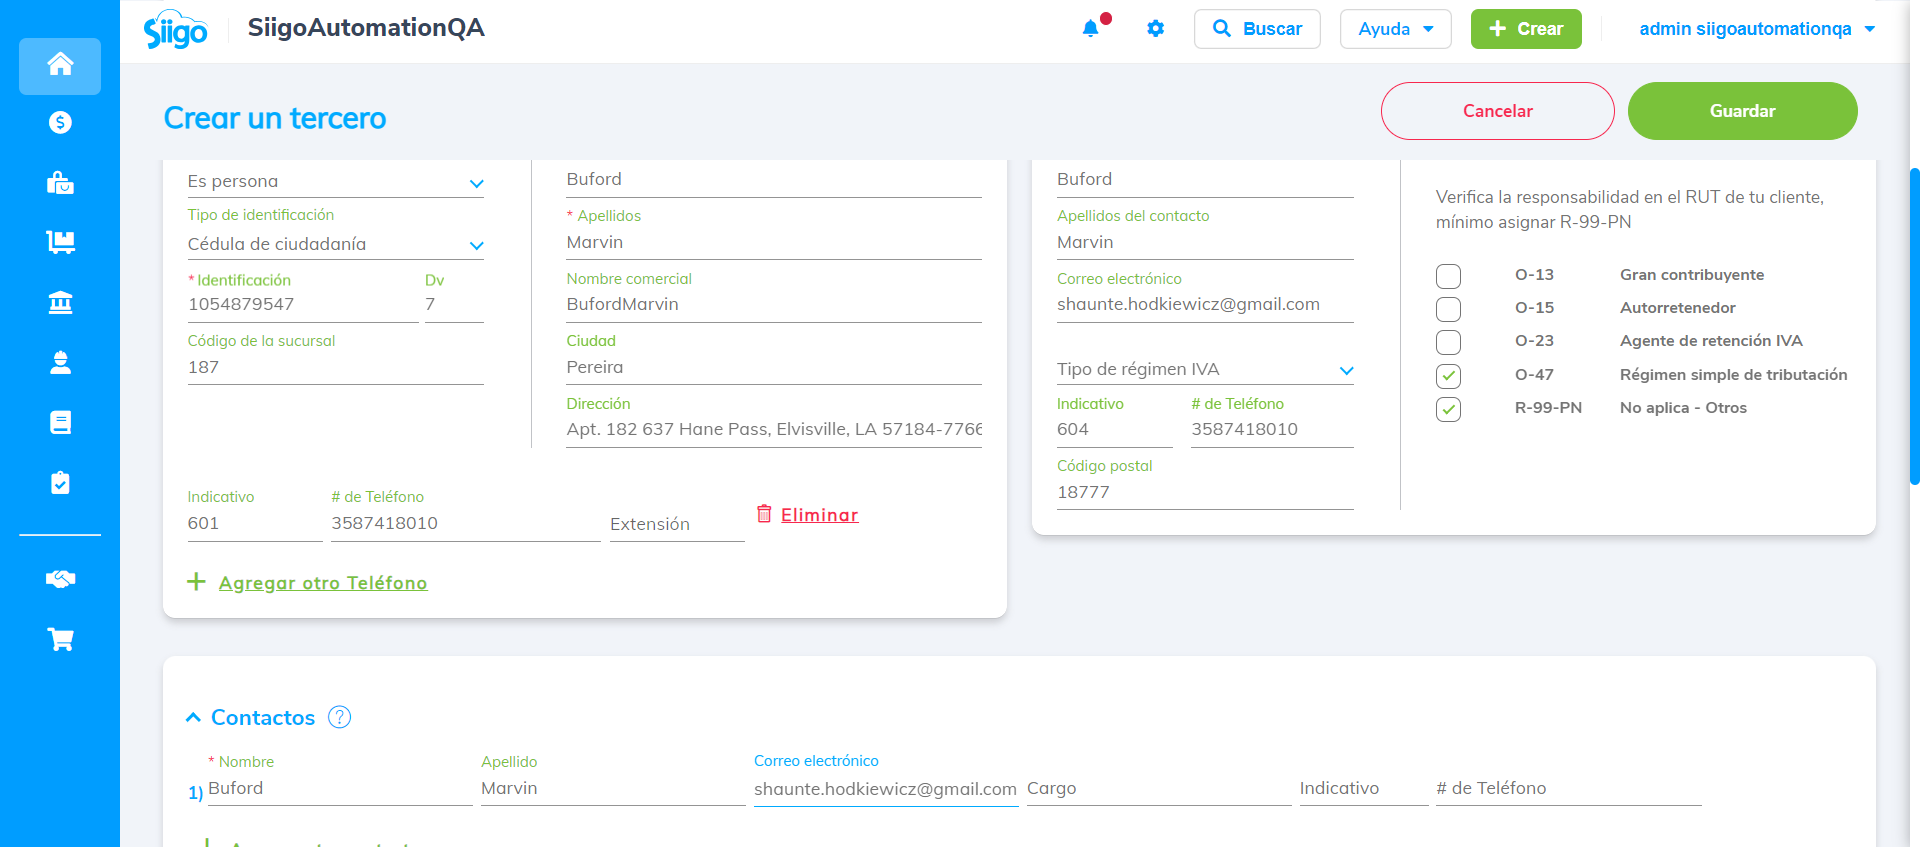 Siigo
SiigoAutomationQA
Buscar
Ayuda
Crear
admin siigoautomationqa
Crear un tercero
Cancelar
Guardar
Es persona
Tipo de identificación
Cédula de ciudadanía
* Identificación
Dv
1054879547
7
Código de la sucursal
187
Buford
* Apellidos
Marvin
Nombre comercial
BufordMarvin
Ciudad
Pereira
Dirección
Apt. 182 637 Hane Pass, Elvisville, LA 57184-7766
Indicativo
# de Teléfono
601
3587418010
Extensión
Eliminar
Agregar otro Teléfono
Buford
Apellidos del contacto
Marvin
Correo electrónico
shaunte.hodkiewicz@gmail.com
Tipo de régimen IVA
Indicativo
# de Teléfono
604
3587418010
Código postal
18777
Verifica la responsabilidad en el RUT de tu cliente,
mínimo asignar R-99-PN
O-13 Gran contribuyente
O-15 Autorretenedor
O-23 Agente de retención IVA
O-47 Régimen simple de tributación
R-99-PN No aplica - Otros
Contactos ?
* Nombre
Apellido
Correo electrónico
1) Buford
Marvin
shaunte.hodkiewicz@gmail.com
Cargo
Indicativo
# de Teléfono